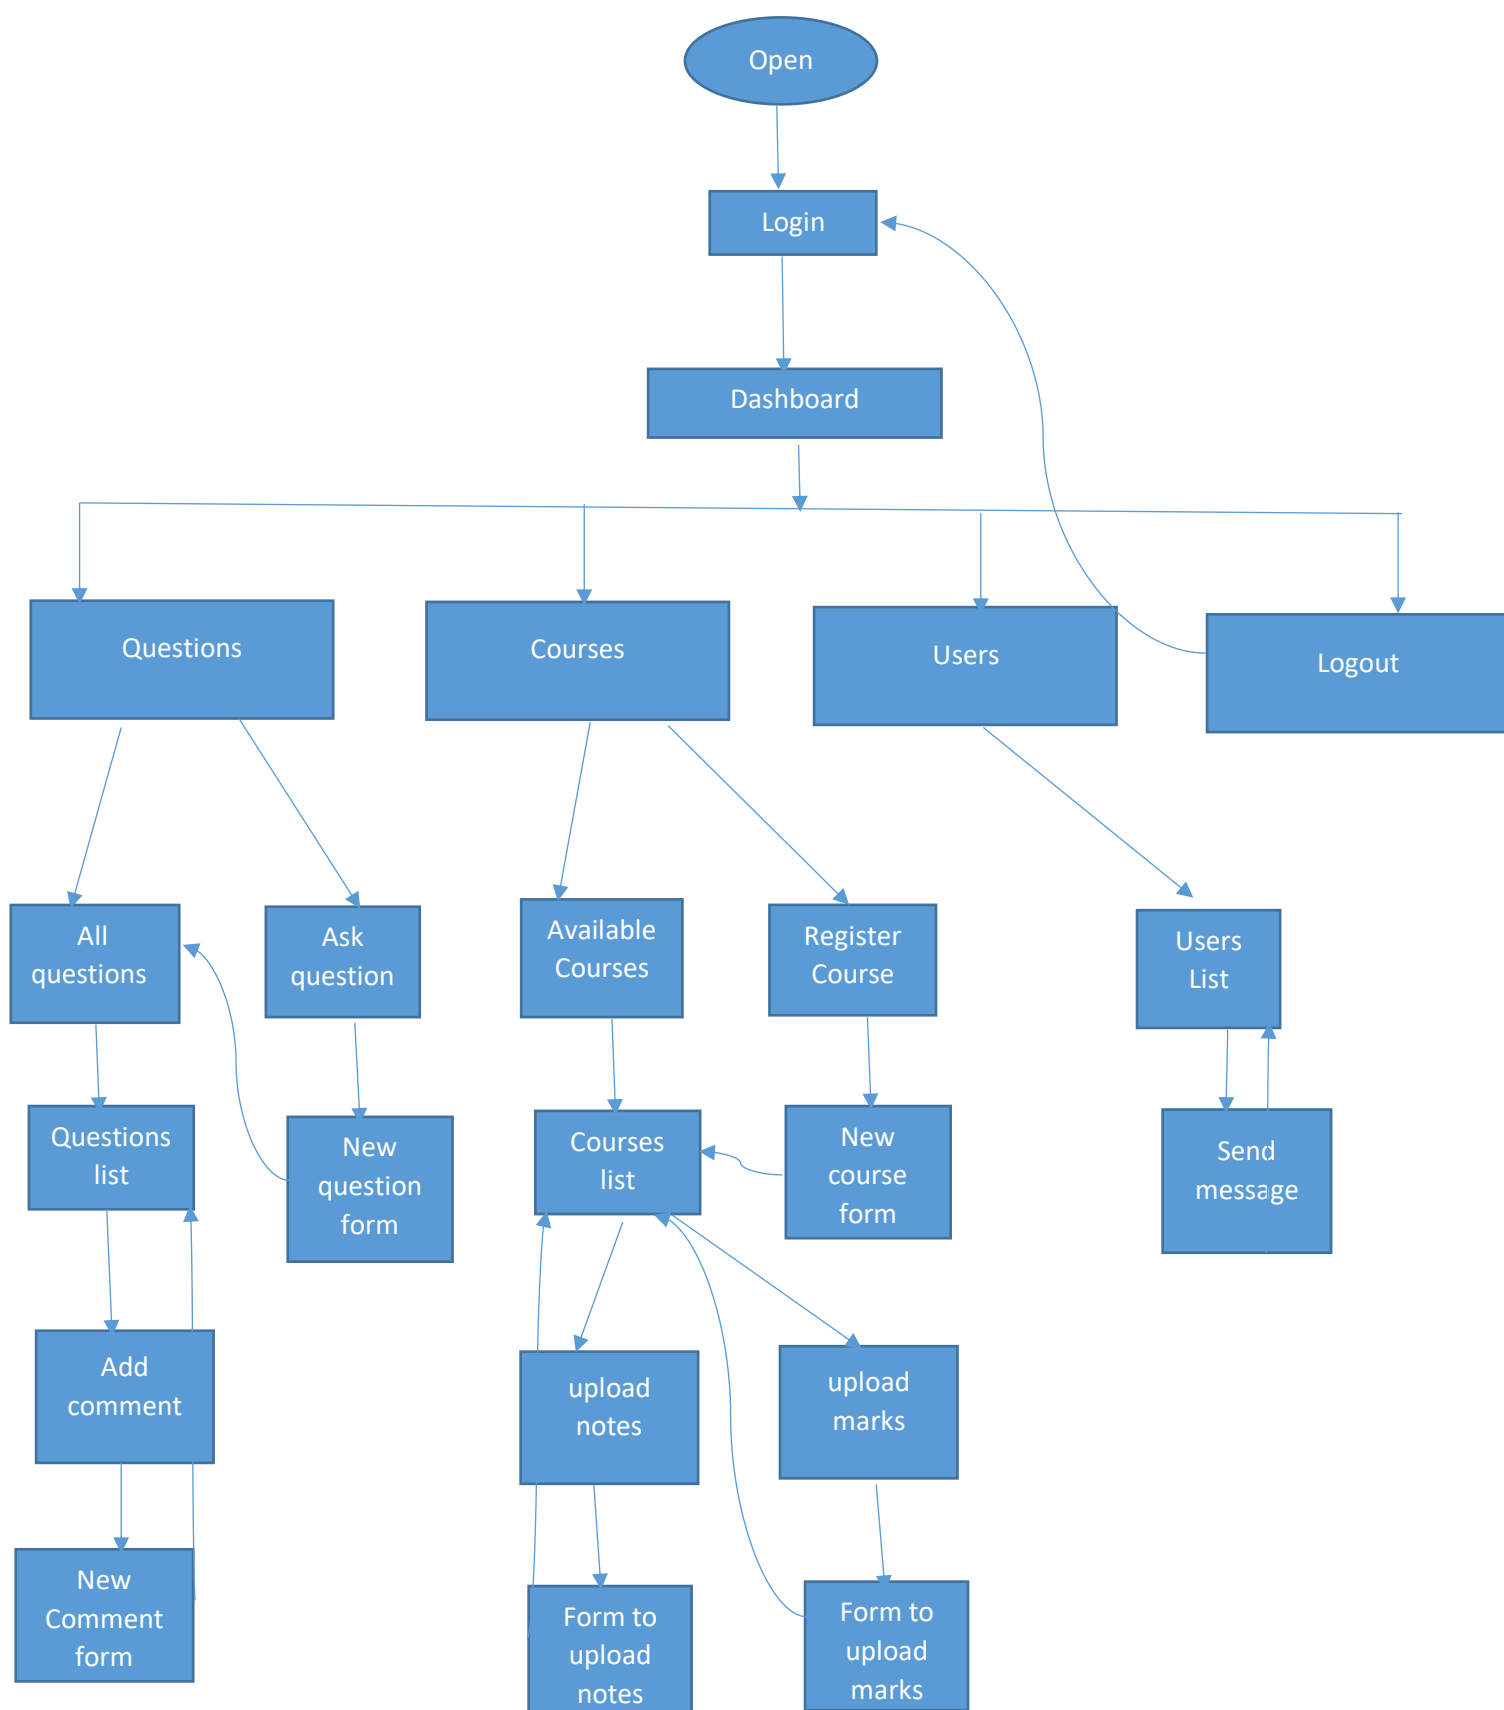 Open
Login
Dashboard
Questions
Courses
Users
Logout
All
questions
Ask
question
Available
Courses
Register
Course
Users
List
Questions
list
New
question
form
Courses
list
New
course
form
Send
message
Add
comment
upload
notes
upload
marks
New
Comment
form
Form to
upload
notes
Form to
upload
marks